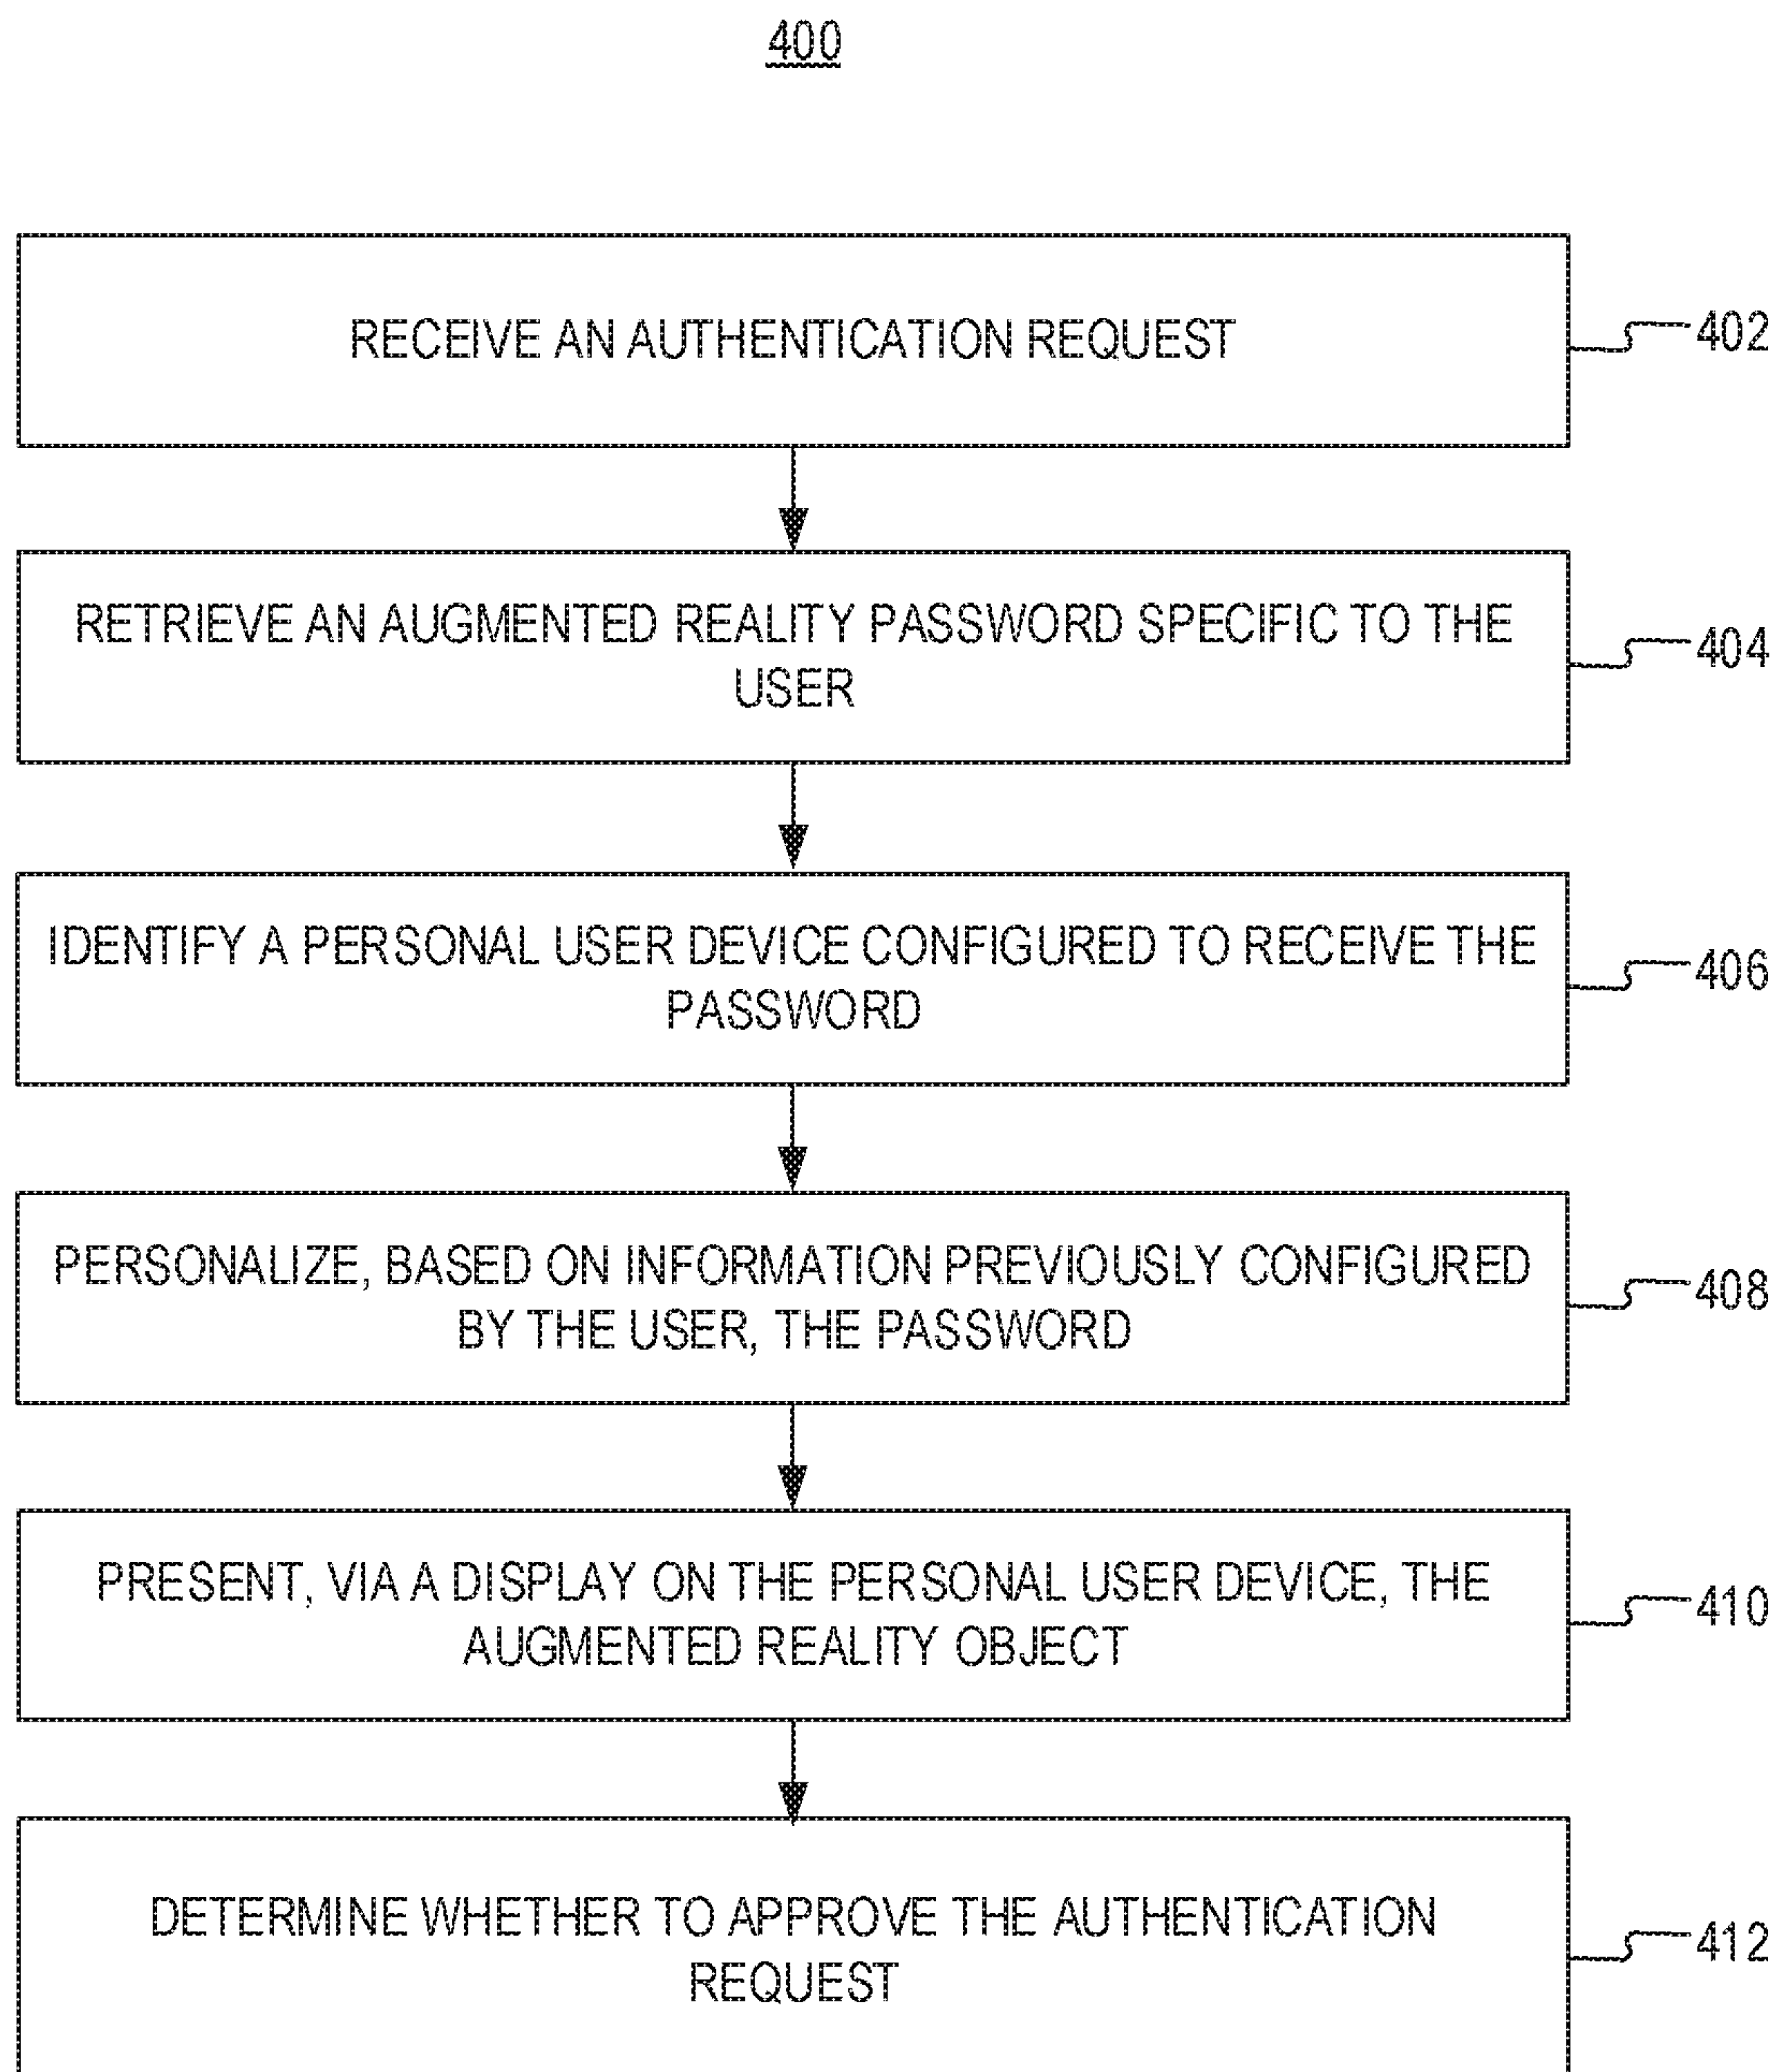 400
RECEIVE AN AUTHENTICATION REQUEST
402
RETRIEVE AN AUGMENTED REALITY PASSWORD SPECIFIC TO THE
USER
404
IDENTIFY A PERSONAL USER DEVICE CONFIGURED TO RECEIVE THE
PASSWORD
406
PERSONALIZE, BASED ON INFORMATION PREVIOUSLY CONFIGURED
BY THE USER, THE PASSWORD
408
PRESENT, VIA A DISPLAY ON THE PERSONAL USER DEVICE, THE
AUGMENTED REALITY OBJECT
410
DETERMINE WHETHER TO APPROVE THE AUTHENTICATION
REQUEST
412